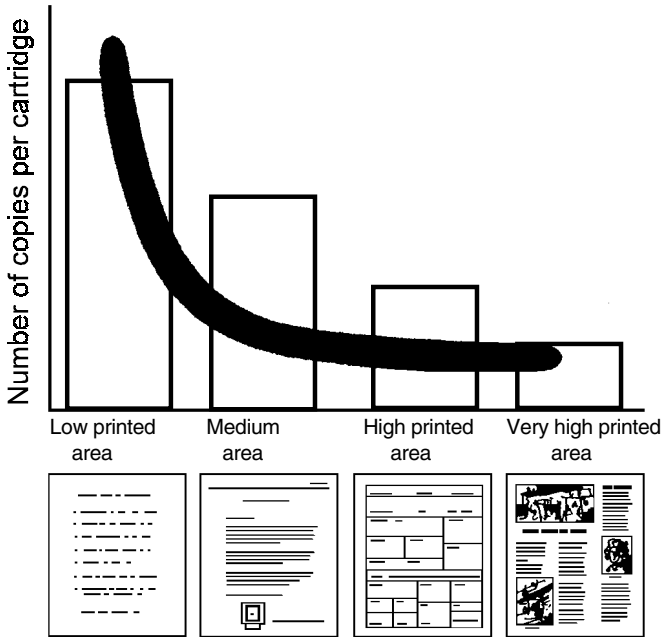 Number of copies per cartridge
Low printed area
Medium area
High printed area
Very high printed area